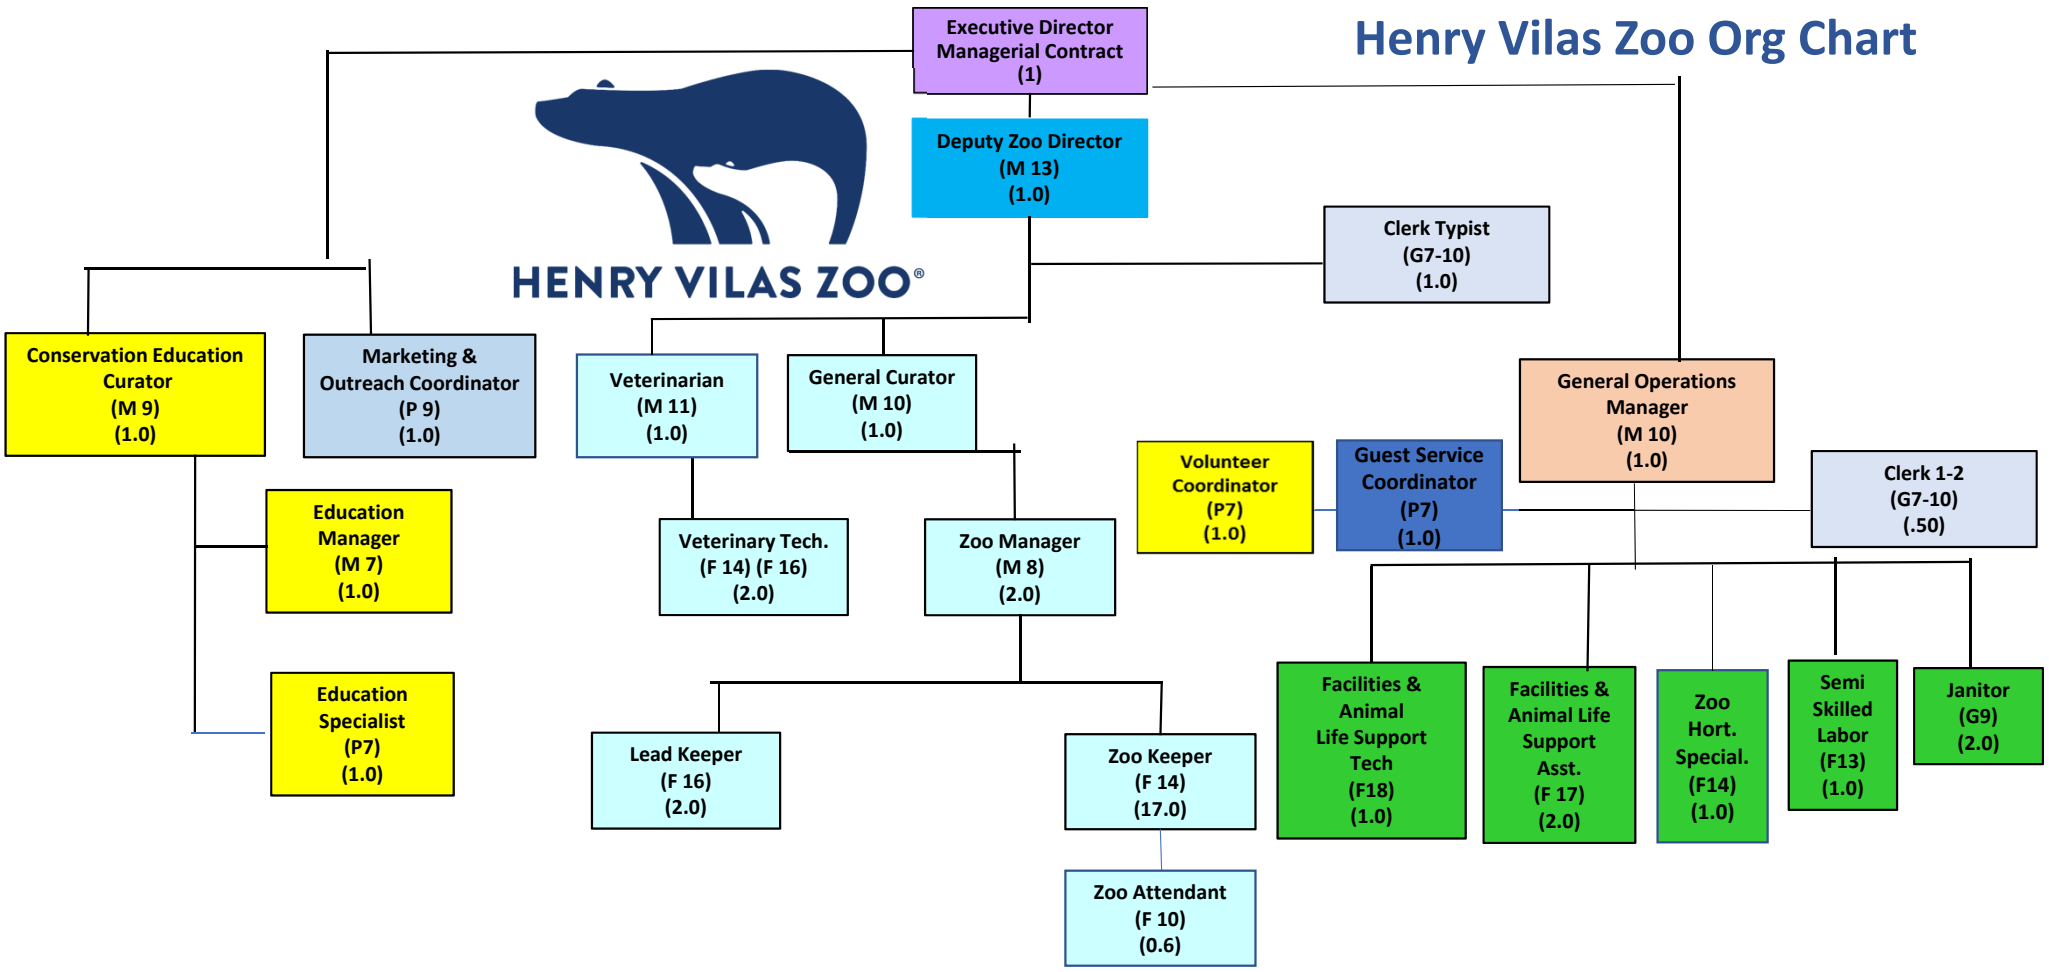 Executive Director
Managerial Contract
(1)
Henry Vilas Zoo Org Chart
HENRY VILAS ZOO®
Deputy Zoo Director
(M 13)
(1.0)
Clerk Typist
(G7-10)
(1.0)
Conservation Education
Curator
(M 9)
(1.0)
Marketing &
Outreach Coordinator
(P 9)
(1.0)
Veterinarian
(M 11)
(1.0)
General Curator
(M 10)
(1.0)
General Operations
Manager
(M 10)
(1.0)
Volunteer
Coordinator
(P7)
(1.0)
Guest Service
Coordinator
(P7)
(1.0)
Clerk 1-2
(G7-10)
(.50)
Education
Manager
(M 7)
(1.0)
Veterinary Tech.
(F 14) (F 16)
(2.0)
Zoo Manager
(M 8)
(2.0)
Education
Specialist
(P7)
(1.0)
Lead Keeper
(F 16)
(2.0)
Zoo Keeper
(F 14)
(17.0)
Zoo Attendant
(F 10)
(0.6)
Facilities &
Animal
Life Support
Tech
(F18)
(1.0)
Facilities &
Animal Life
Support
Asst.
(F 17)
(2.0)
Zoo
Hort.
Special.
(F14)
(1.0)
Semi
Skilled
Labor
(F13)
(1.0)
Janitor
(G9)
(2.0)